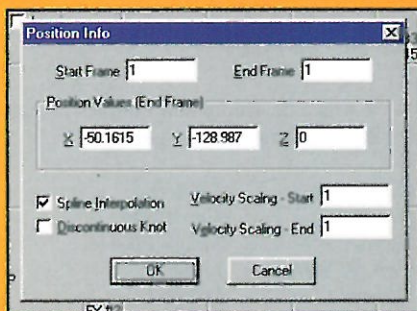 Position Info
Start Frame 1 End Frame 1
Position Values (End Frame)
X -50.1615 Y -128.987 Z 0
Spline Interpolation Velocity Scaling - Start 1
Discontinuous Knot Velocity Scaling - End 1
OK Cancel